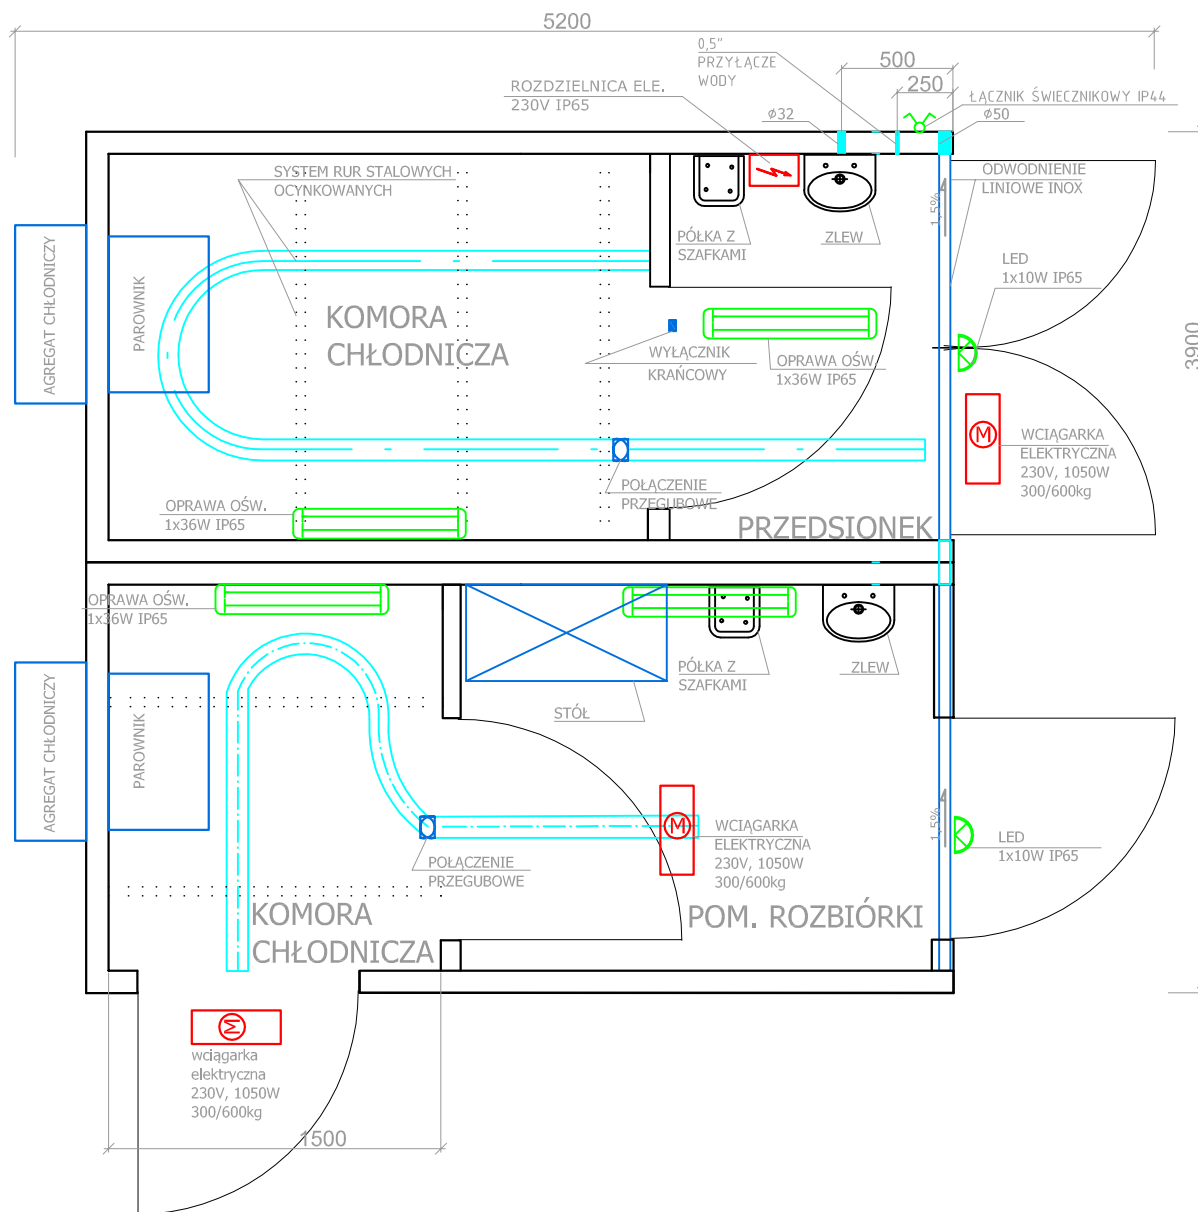 5200
0,5"
PRZYŁĄCZE
WODY
500
250
ROZDZIELNICA ELE.
230V IP65
ŁĄCZNIK ŚWIECZNIKOWY IP44
ø32
ø50
SYSTEM RUR STALOWYCH
OCYNKOWANYCH
ODWODNIENIE
LINIOWE INOX
1,5%
PÓŁKA Z
SZAFKAMI
ZLEW
AGREGAT CHŁODNICZY
PAROWNIK
LED
1x10W IP65
KOMORA
CHŁODNICZA
WYŁĄCZNIK
KRAŃCOWY
OPRAWA OŚW.
1x36W IP65
3900
M
WCIĄGARKA
ELEKTRYCZNA
230V, 1050W
300/600kg
POŁĄCZENIE
PRZEGUBOWE
OPRAWA OŚW.
1x36W IP65
PRZEDSIONEK
OPRAWA OŚW.
1x36W IP65
PÓŁKA Z
SZAFKAMI
ZLEW
STÓŁ
AGREGAT CHŁODNICZY
PAROWNIK
1,5%
M
WCIĄGARKA
ELEKTRYCZNA
230V, 1050W
300/600kg
LED
1x10W IP65
POŁĄCZENIE
PRZEGUBOWE
KOMORA
CHŁODNICZA
POM. ROZBIÓRKI
M
wciągarka
elektryczna
230V, 1050W
300/600kg
1500